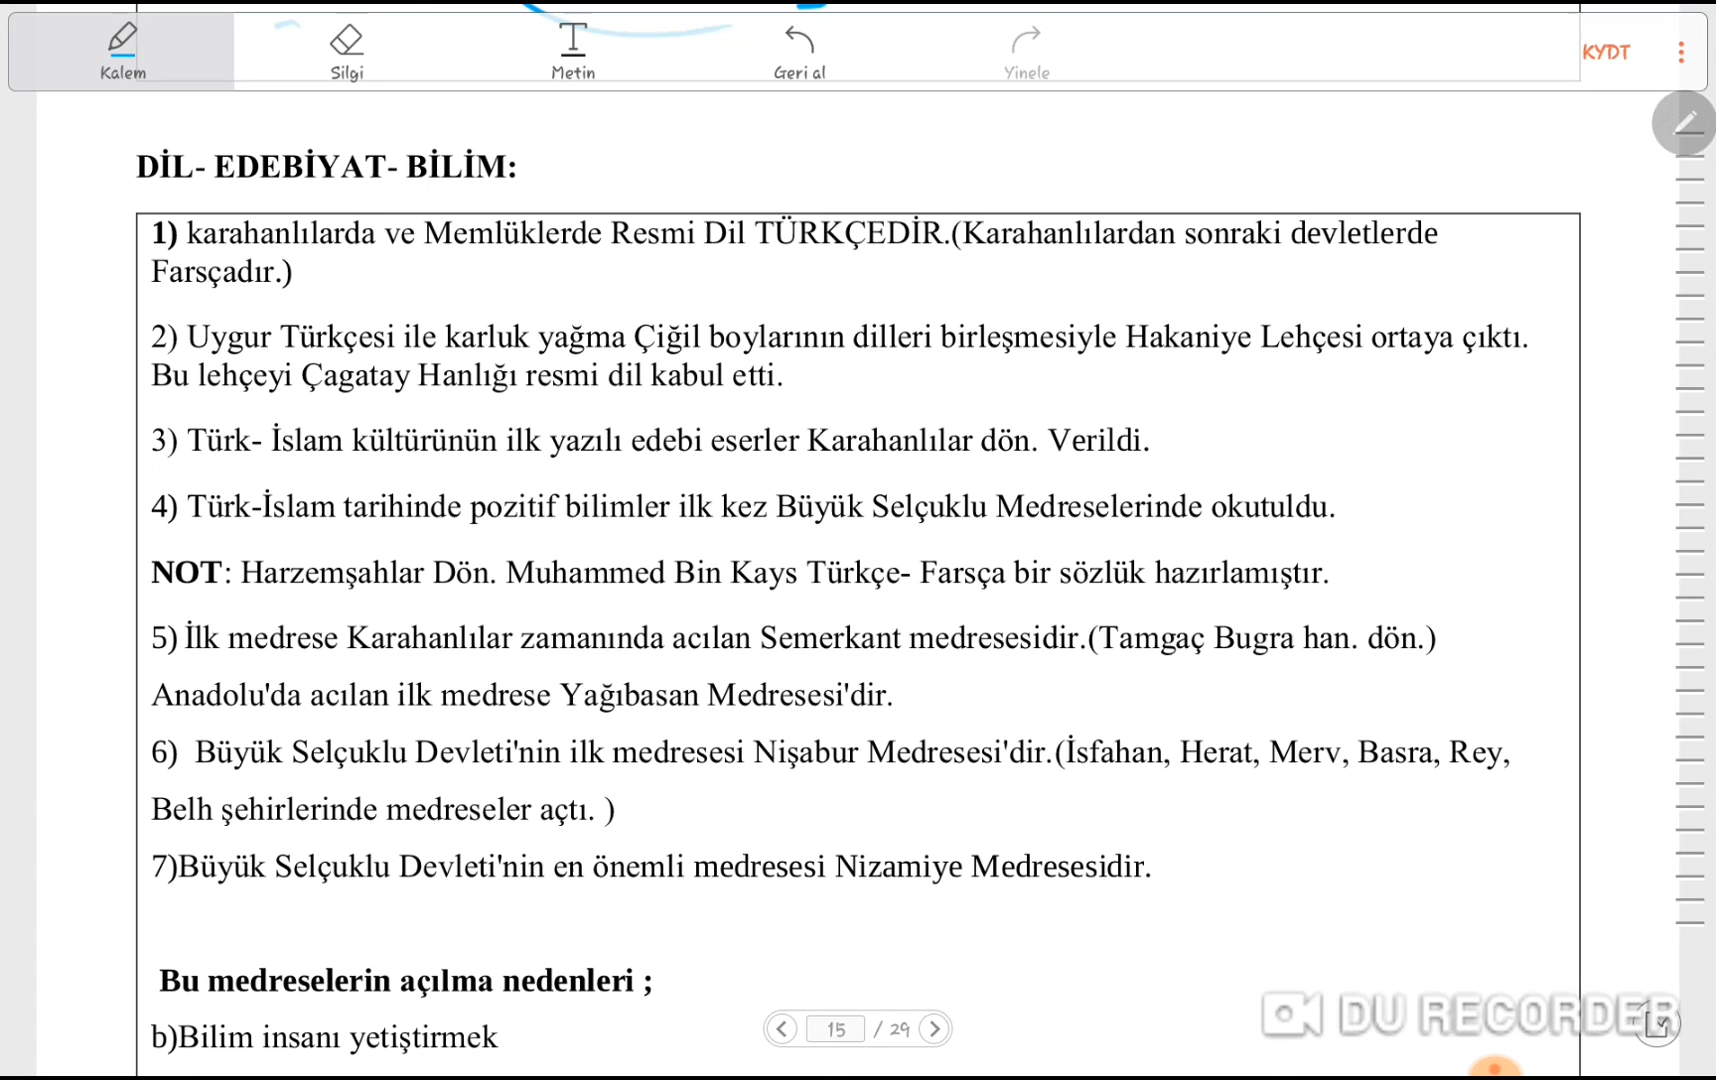 Kalem
Silgi
Metin
Geri al
Yinele
KYDT
DİL- EDEBİYAT- BİLİM:
1) karahanlılarda ve Memlüklerde Resmi Dil TÜRKÇEDİR.(Karahanlılardan sonraki devletlerde
Farsçadır.)
2) Uygur Türkçesi ile karluk yağma Çiğil boylarının dilleri birleşmesiyle Hakaniye Lehçesi ortaya çıktı.
Bu lehçeyi Çagatay Hanlığı resmi dil kabul etti.
3) Türk- İslam kültürünün ilk yazılı edebi eserler Karahanlılar dön. Verildi.
4) Türk-İslam tarihinde pozitif bilimler ilk kez Büyük Selçuklu Medreselerinde okutuldu.
NOT: Harzemşahlar Dön. Muhammed Bin Kays Türkçe- Farsça bir sözlük hazırlamıştır.
5) İlk medrese Karahanlılar zamanında acılan Semerkant medresesidir.(Tamgaç Bugra han. dön.)
Anadolu'da acılan ilk medrese Yağıbasan Medresesi'dir.
6) Büyük Selçuklu Devleti'nin ilk medresesi Nişabur Medresesi'dir.(İsfahan, Herat, Merv, Basra, Rey,
Belh şehirlerinde medreseler açtı. )
7)Büyük Selçuklu Devleti'nin en önemli medresesi Nizamiye Medresesidir.
Bu medreselerin açılma nedenleri ;
b)Bilim insanı yetiştirmek
15 / 29
DU RECORDER